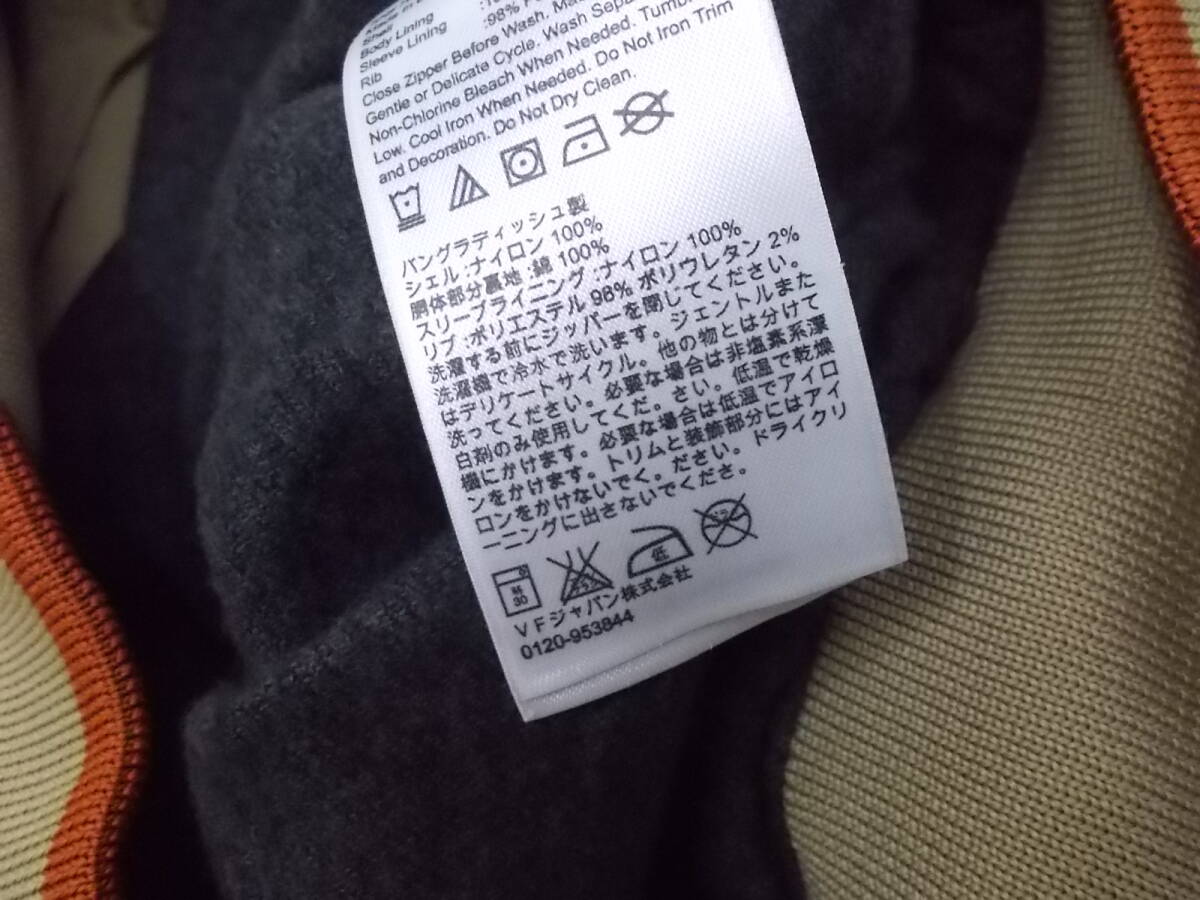 Shell
Body Lining
Sleeve Lining :98%
Rib
Close Zipper Before Wash.
Gentle or Delicate Cycle. Wash
Non-Chlorine Bleach When Needed.
Low. Cool Iron When Needed. Do Not Iron Trim
and Decoration. Do Not Dry Clean.
バングラディッシュ製
シェル:ナイロン 100%
胴体部分裏地:綿 100%
スリーブライニング:ナイロン 100%
リブ:ポリエステル 98% ポリウレタン 2%
洗濯する前にジッパーを閉じてください。
洗濯機で冷水で洗います。ジェントルまた
はデリケートサイクル。他の物とは分けて
洗ってください。必要な場合は非塩素系漂
白剤のみ使用してくだ。さい。低温で乾燥
機にかけます。必要な場合は低温でアイロ
ンをかけます。トリムと装飾部分にはアイ
ロンをかけないでく。ださい。ドライクリ
ーニングに出さないでくださ。
30
低
VFジャパン株式会社
0120-953844